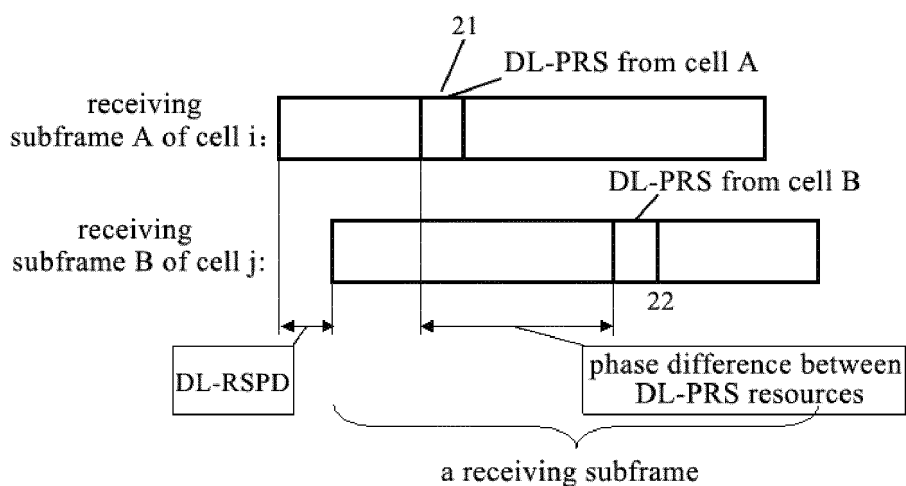 21
DL-PRS from cell A
receiving
subframe A of cell i:
DL-PRS from cell B
receiving
subframe B of cell j:
22
DL-RSPD
phase difference between
DL-PRS resources
a receiving subframe